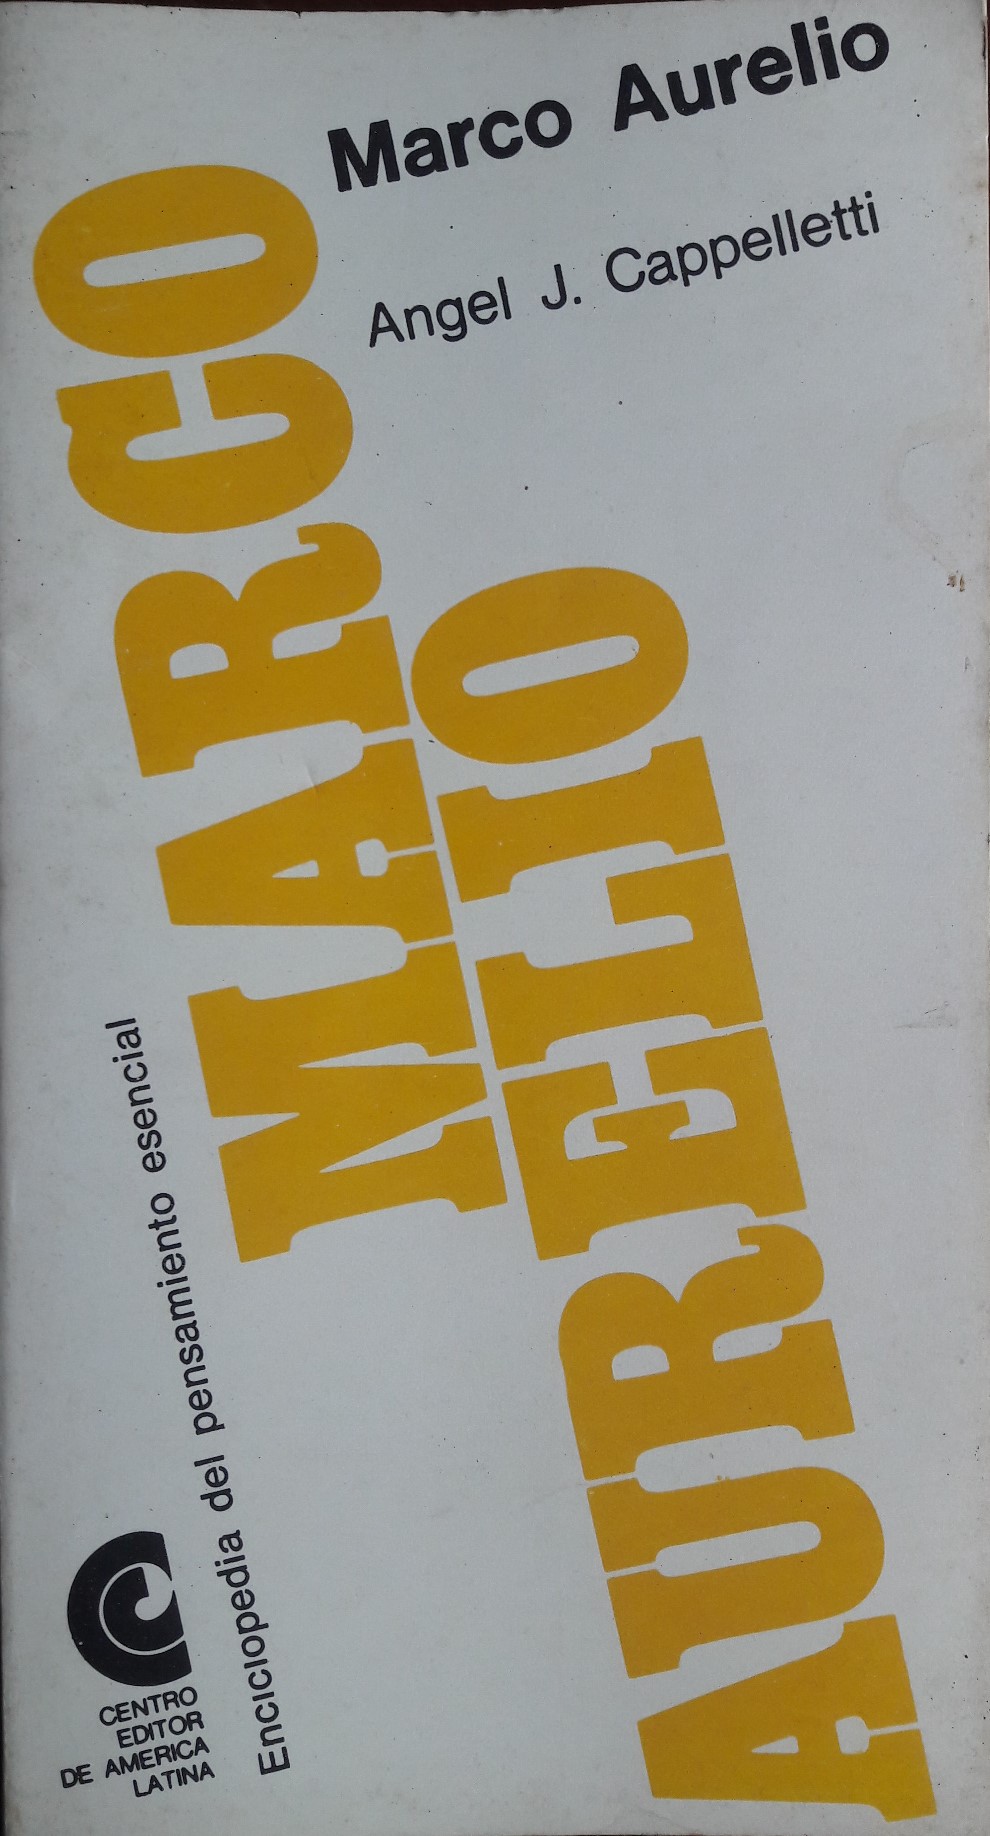 Marco Aurelio
Angel J. Cappelletti
MARCO
AURELIO
Enciclopedia del pensamiento esencial
CENTRO
EDITOR
DE AMERICA
LATINA